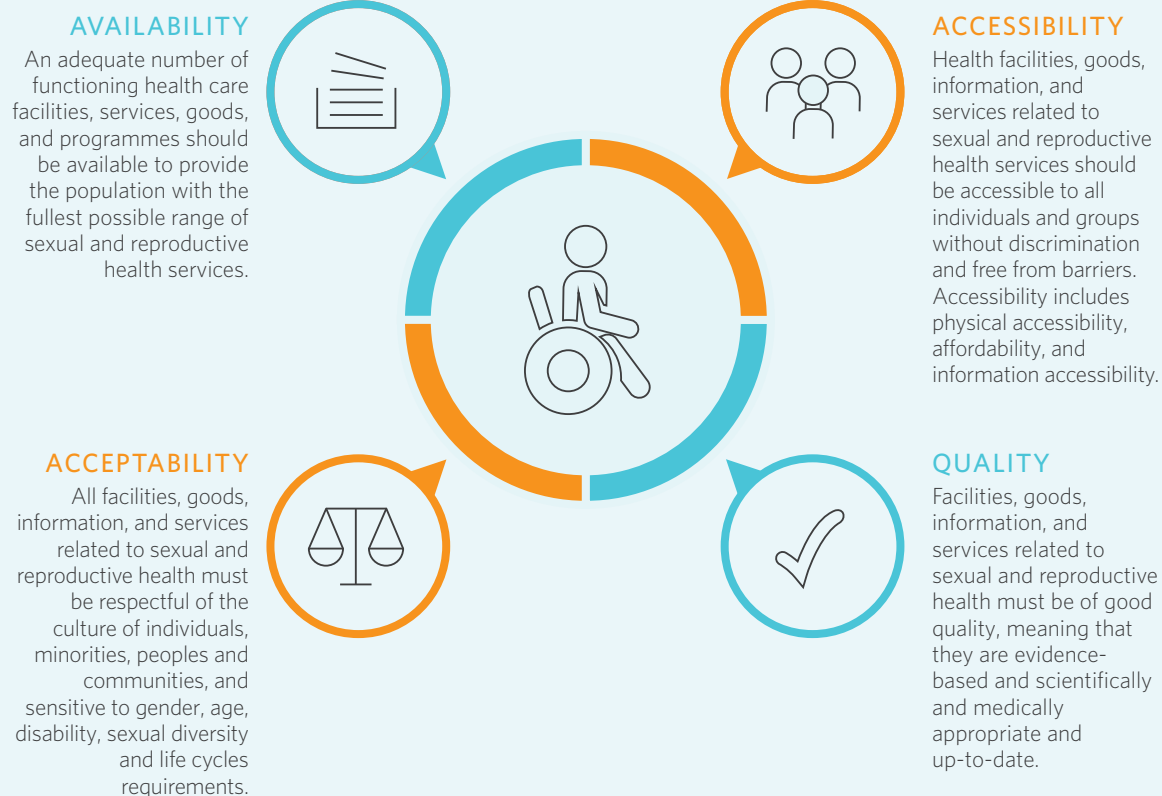 AVAILABILITY
An adequate number of
functioning health care
facilities, services, goods,
and programmes should
be available to provide
the population with the
fullest possible range of
sexual and reproductive
health services.
ACCESSIBILITY
Health facilities, goods,
information, and
services related to
sexual and reproductive
health services should
be accessible to all
individuals and groups
without discrimination
and free from barriers.
Accessibility includes
physical accessibility,
affordability, and
information accessibility.
ACCEPTABILITY
All facilities, goods,
information, and services
related to sexual and
reproductive health must
be respectful of the
culture of individuals,
minorities, peoples and
communities, and
sensitive to gender, age,
disability, sexual diversity
and life cycles
requirements.
QUALITY
Facilities, goods,
information, and
services related to
sexual and reproductive
health must be of good
quality, meaning that
they are evidence-
based and scientifically
and medically
appropriate and
up-to-date.